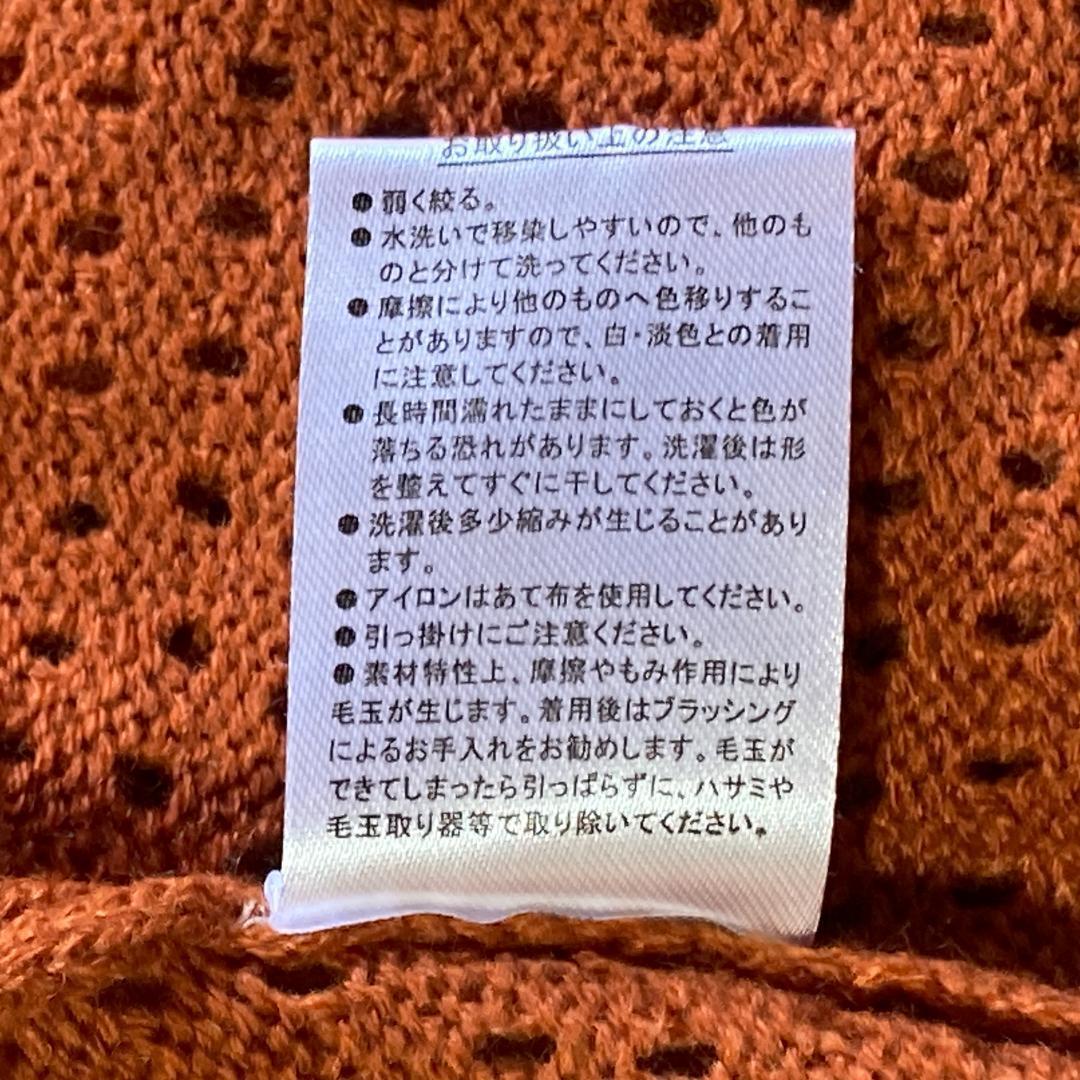 お取り扱い上の注意
●弱く絞る。
●水洗いで移染しやすいので、他のも
のと分けて洗ってください。
●摩擦により他のものへ色移りするこ
とがありますので、白・淡色との着用
に注意してください。
●長時間濡れたままにしておくと色が
落ちる恐れがあります。洗濯後は形
を整えてすぐに干してください。
●洗濯後多少縮みが生じることがあり
ます。
●アイロンはあて布を使用してください。
●引っ掛けにご注意ください。
●素材特性上、摩擦やもみ作用により
毛玉が生じます。着用後はブラッシング
によるお手入れをお勧めします。毛玉が
できてしまったら引っぱらずに、ハサミや
毛玉取り器等で取り除いてください。